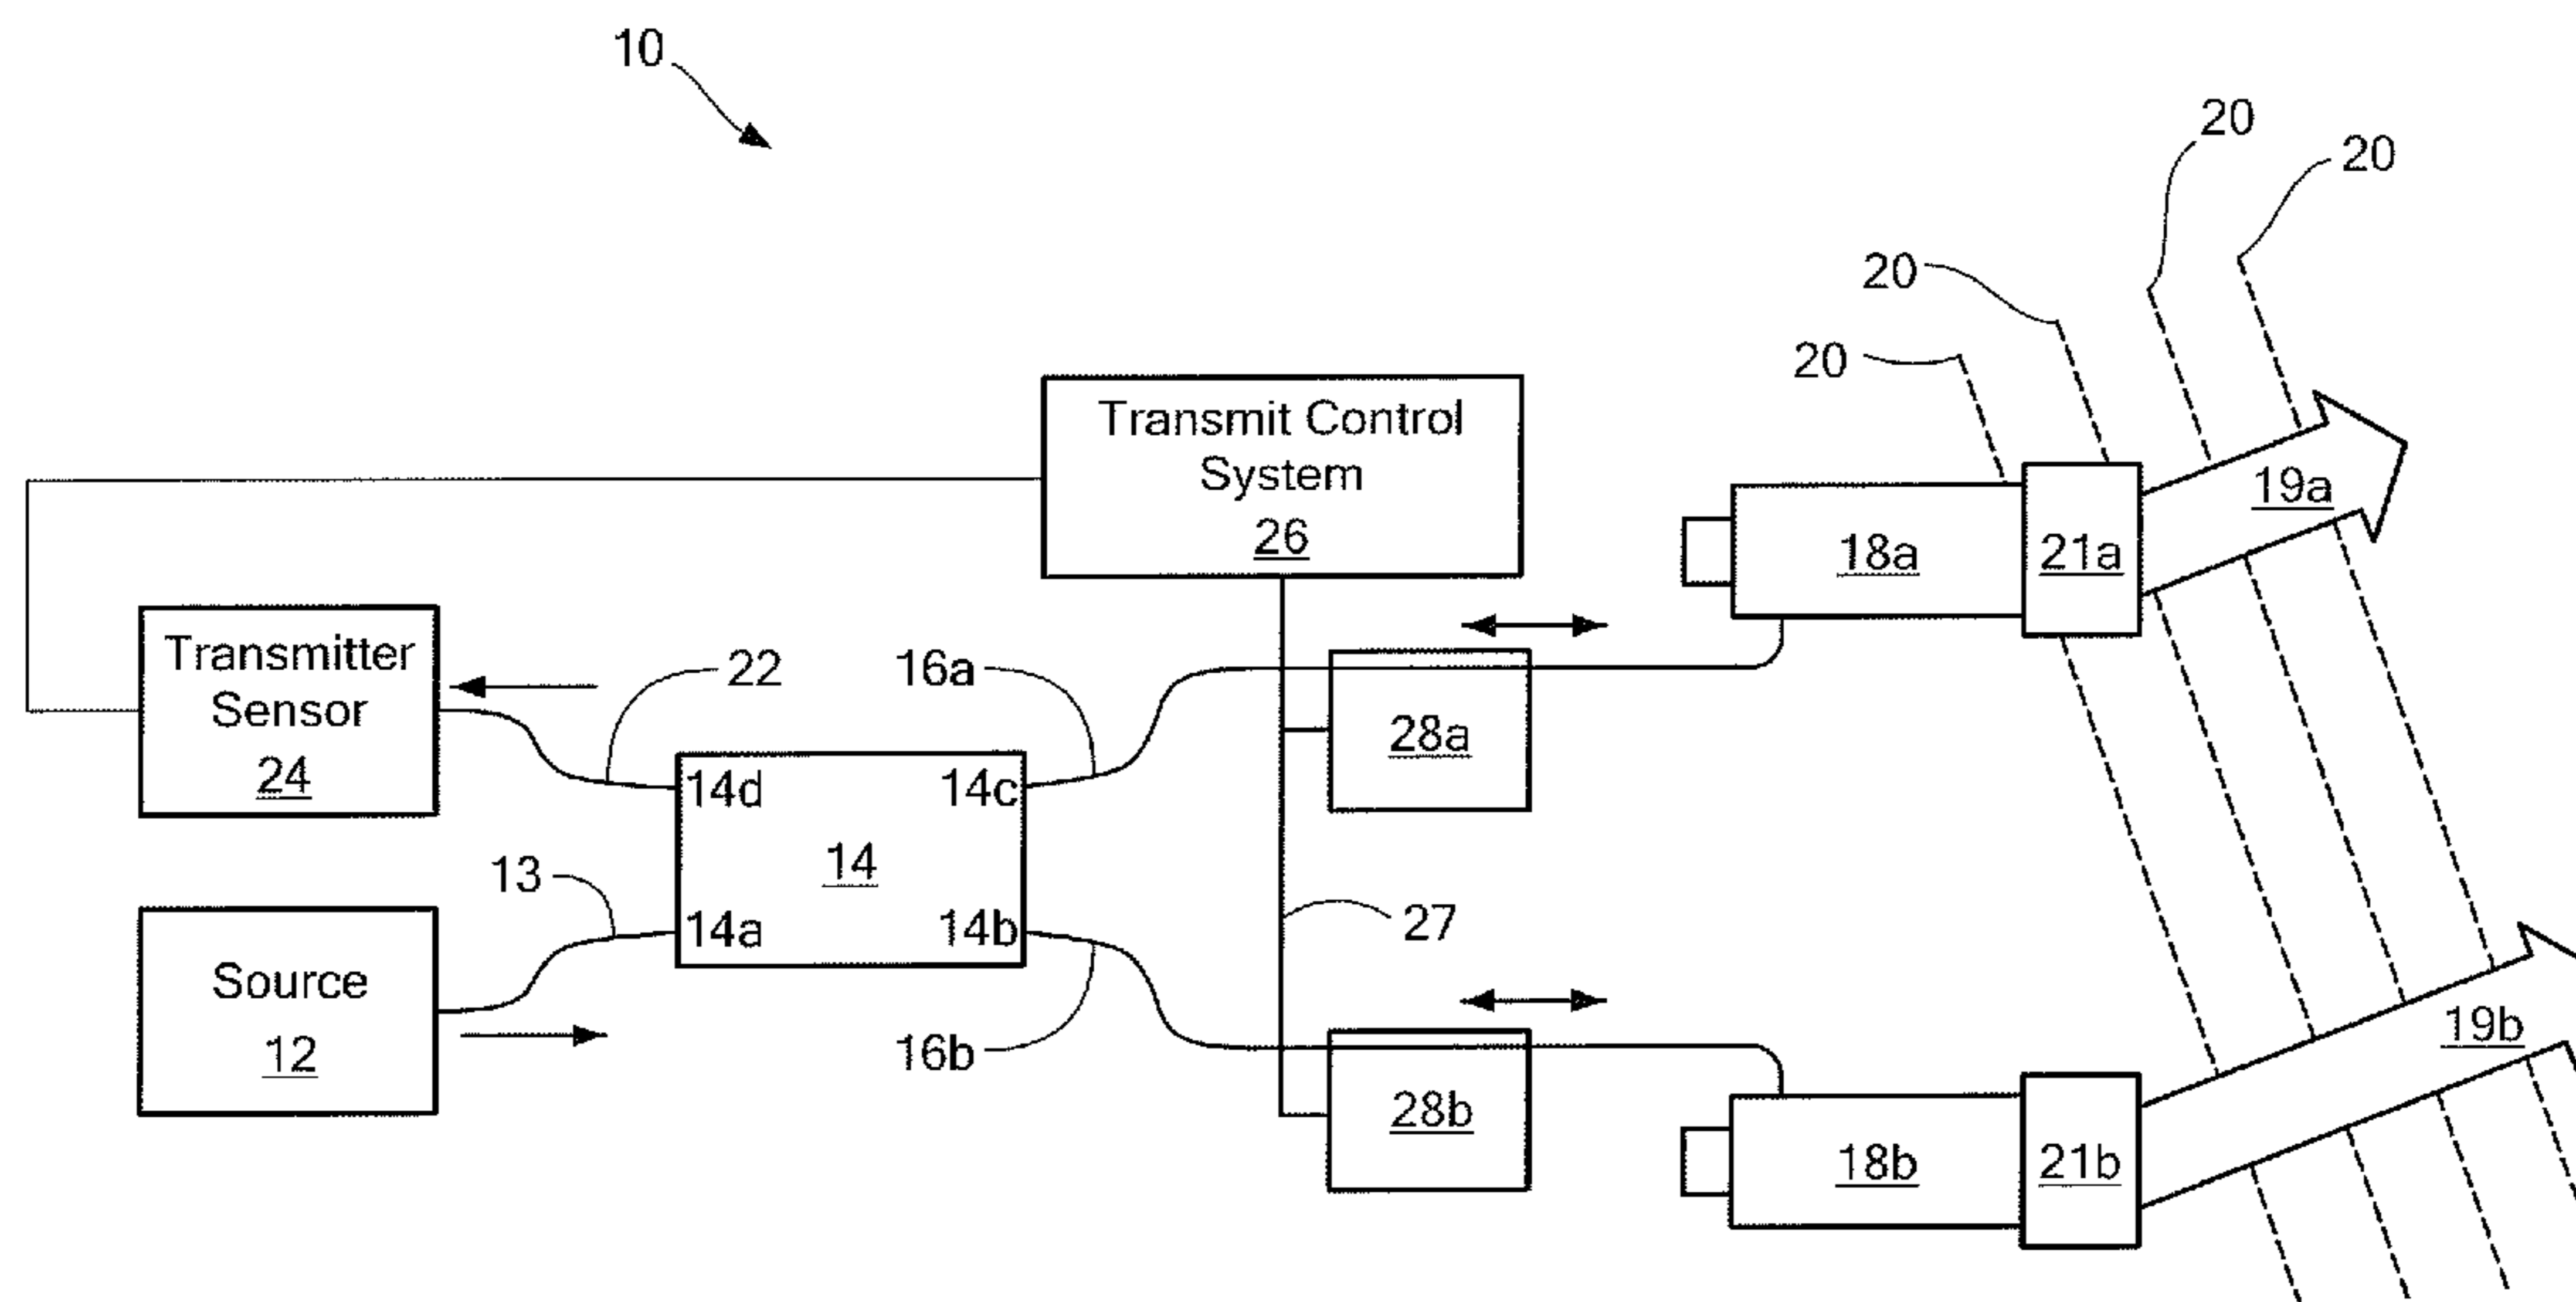 10
20
20
20
20
Transmit Control
System
26
19a
18a
21a
Transmitter
Sensor
24
22
16a
28a
14d
14c
14
13
14a
14b
27
Source
12
16b
19b
28b
18b
21b